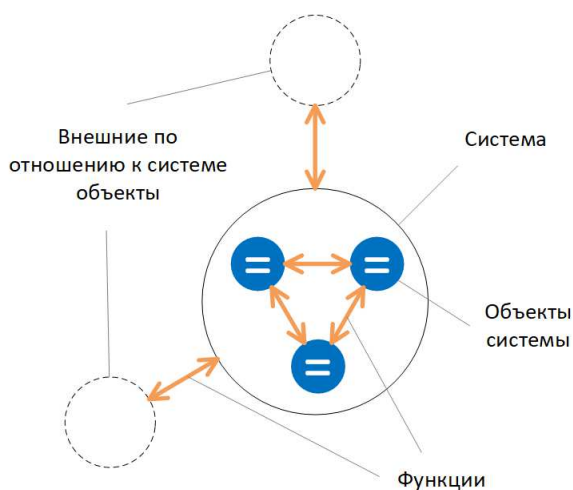 Внешние по
отношению к системе
объекты
Система
Объекты
системы
Функции